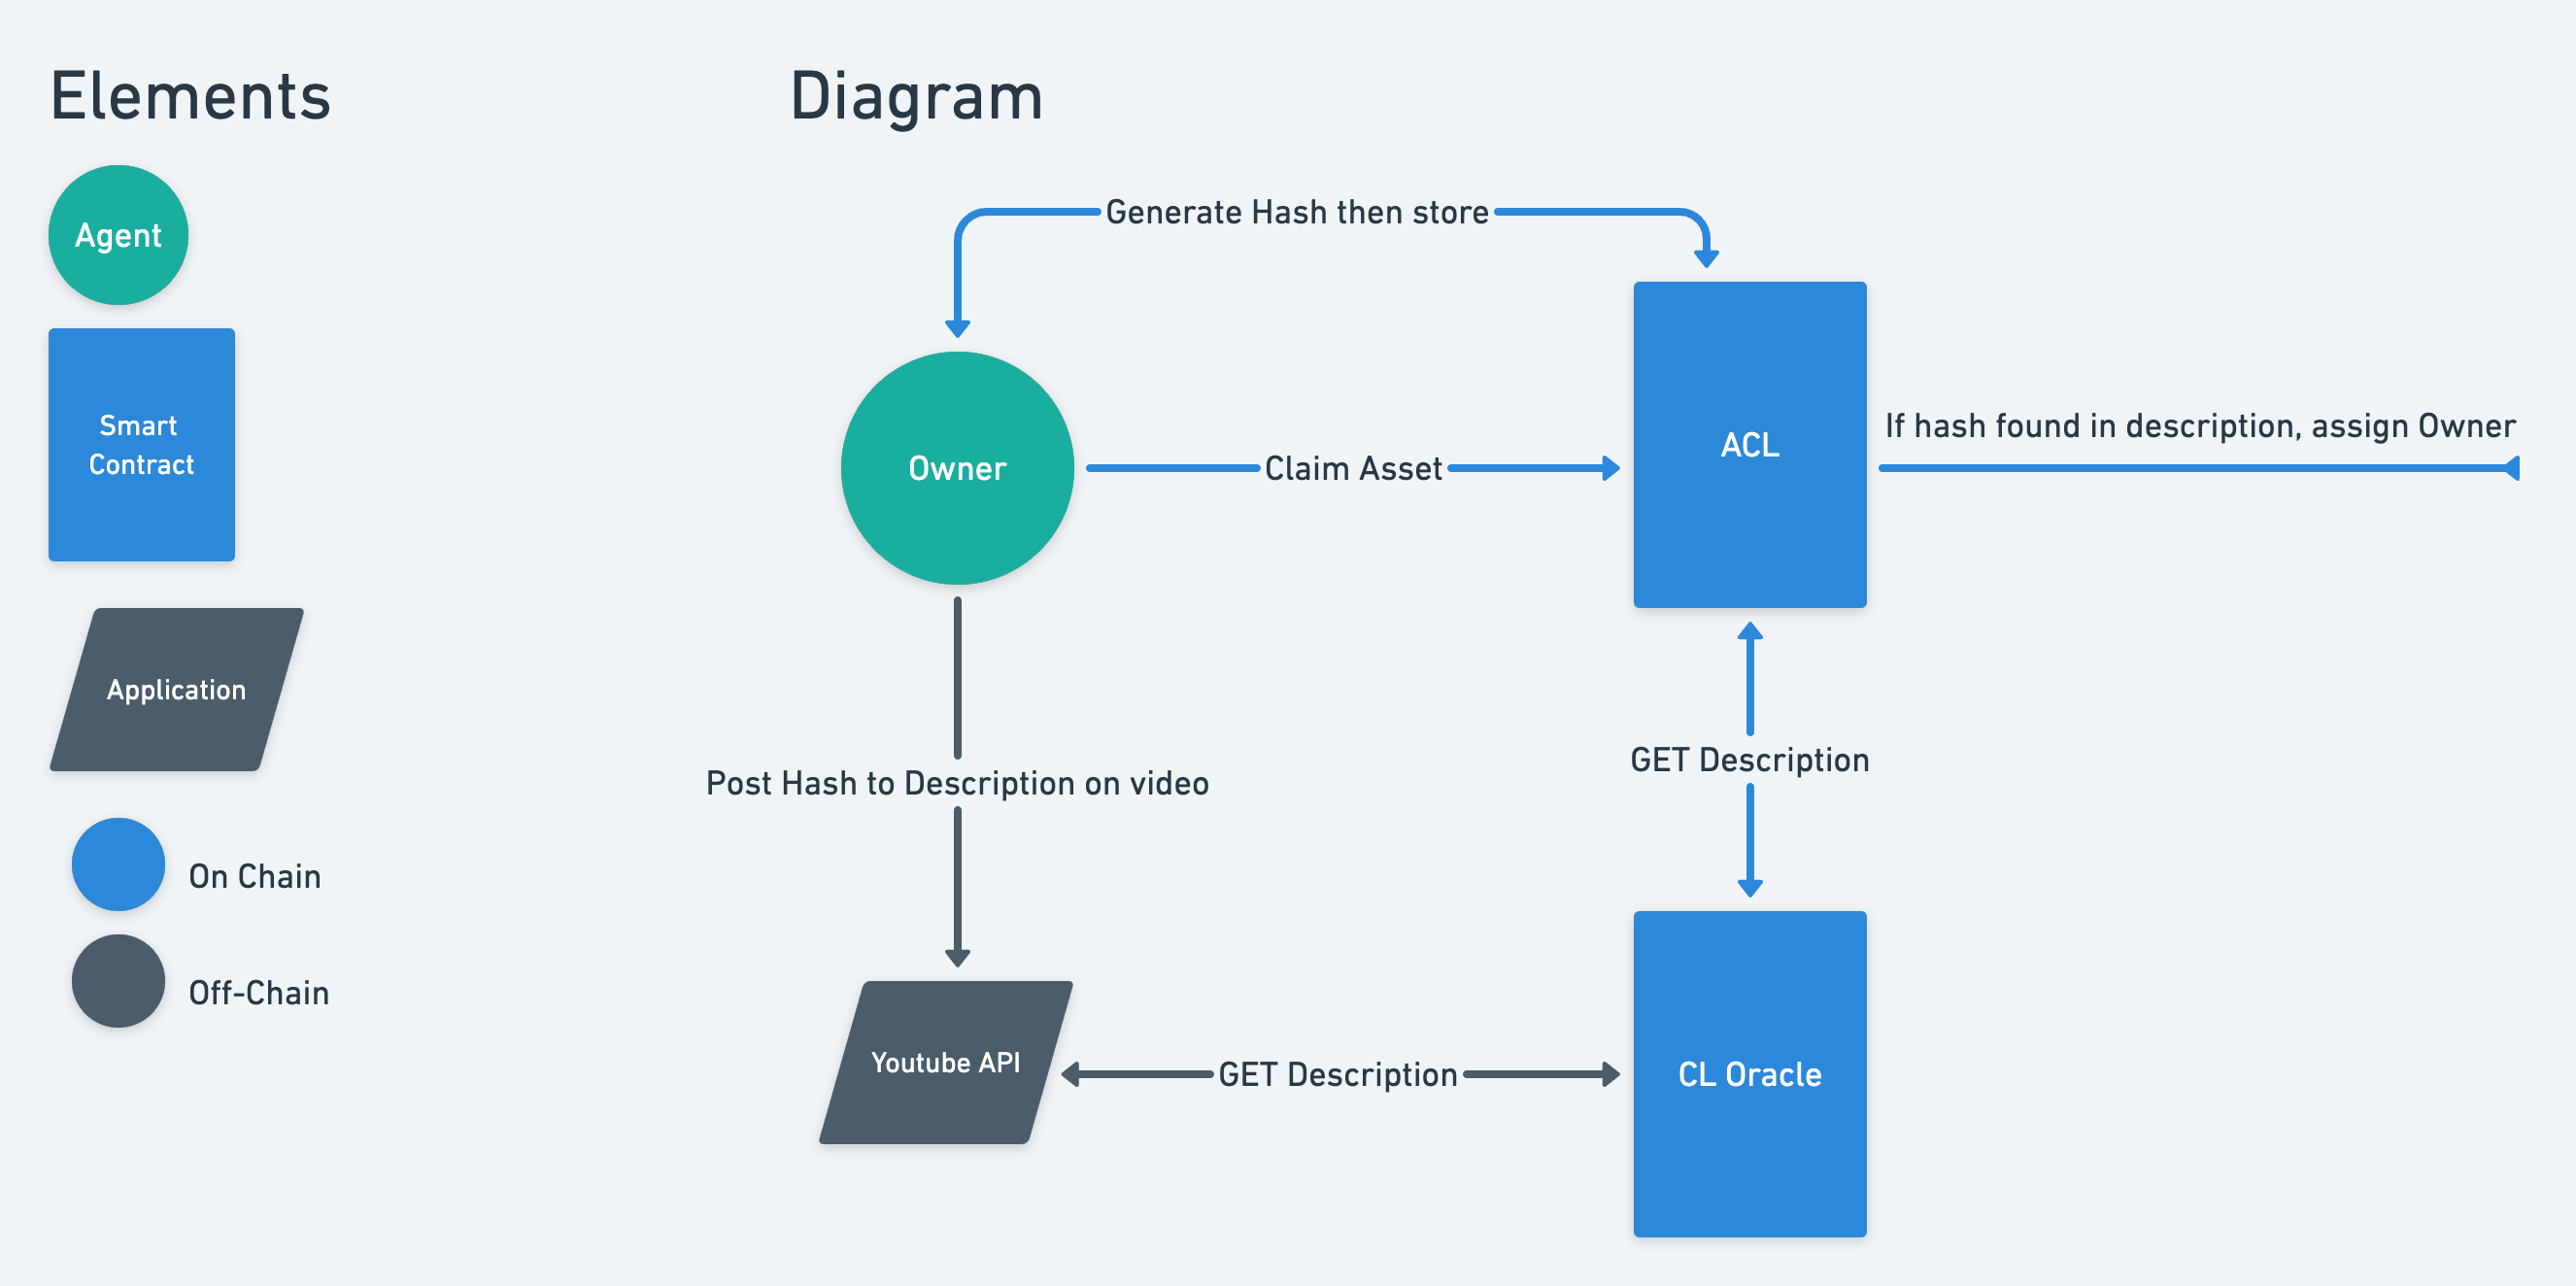 Elements
Agent
Smart
Contract
Application
On Chain
Off-Chain
Diagram
Generate Hash then store
Owner
Claim Asset
ACL
If hash found in description, assign Owner
Post Hash to Description on video
GET Description
Youtube API
GET Description
CL Oracle